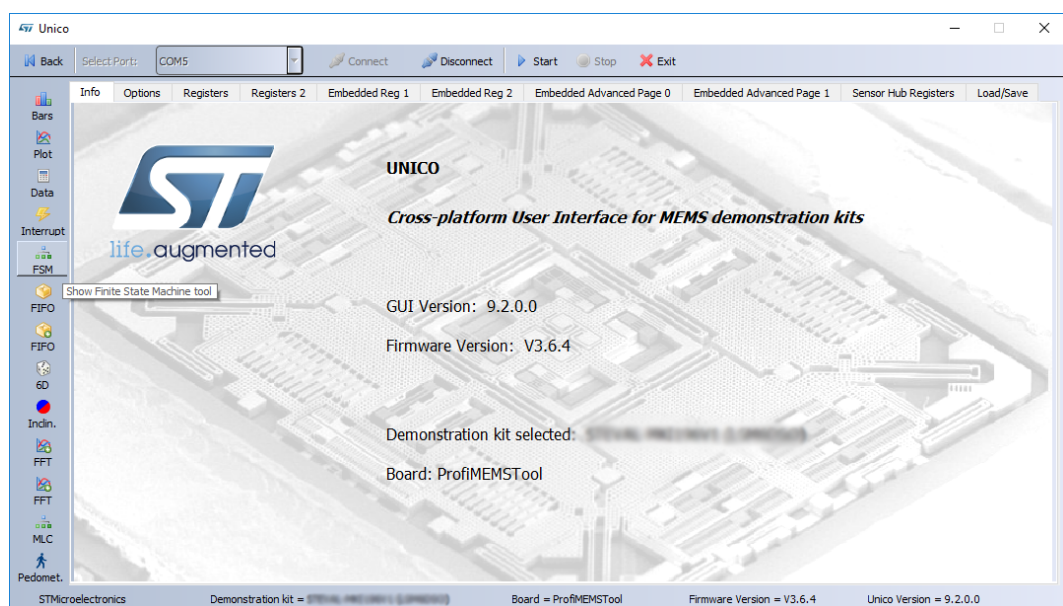 Unico
Back Select Port: COM5 Connect Disconnect Start Stop Exit
Info Options Registers Registers 2 Embedded Reg 1 Embedded Reg 2 Embedded Advanced Page 0 Embedded Advanced Page 1 Sensor Hub Registers Load/Save
Bars
Plot
Data
Interrupt
FSM
Show Finite State Machine tool
FIFO
FIFO
6D
Inclin.
FFT
FFT
MLC
Pedomet.
ST
life.augmented
UNICO
Cross-platform User Interface for MEMS demonstration kits
GUI Version: 9.2.0.0
Firmware Version: V3.6.4
Demonstration kit selected:
Board: ProfiMEMSTool
STMicroelectronics Demonstration kit = Board = ProfiMEMSTool Firmware Version = V3.6.4 Unico Version = 9.2.0.0